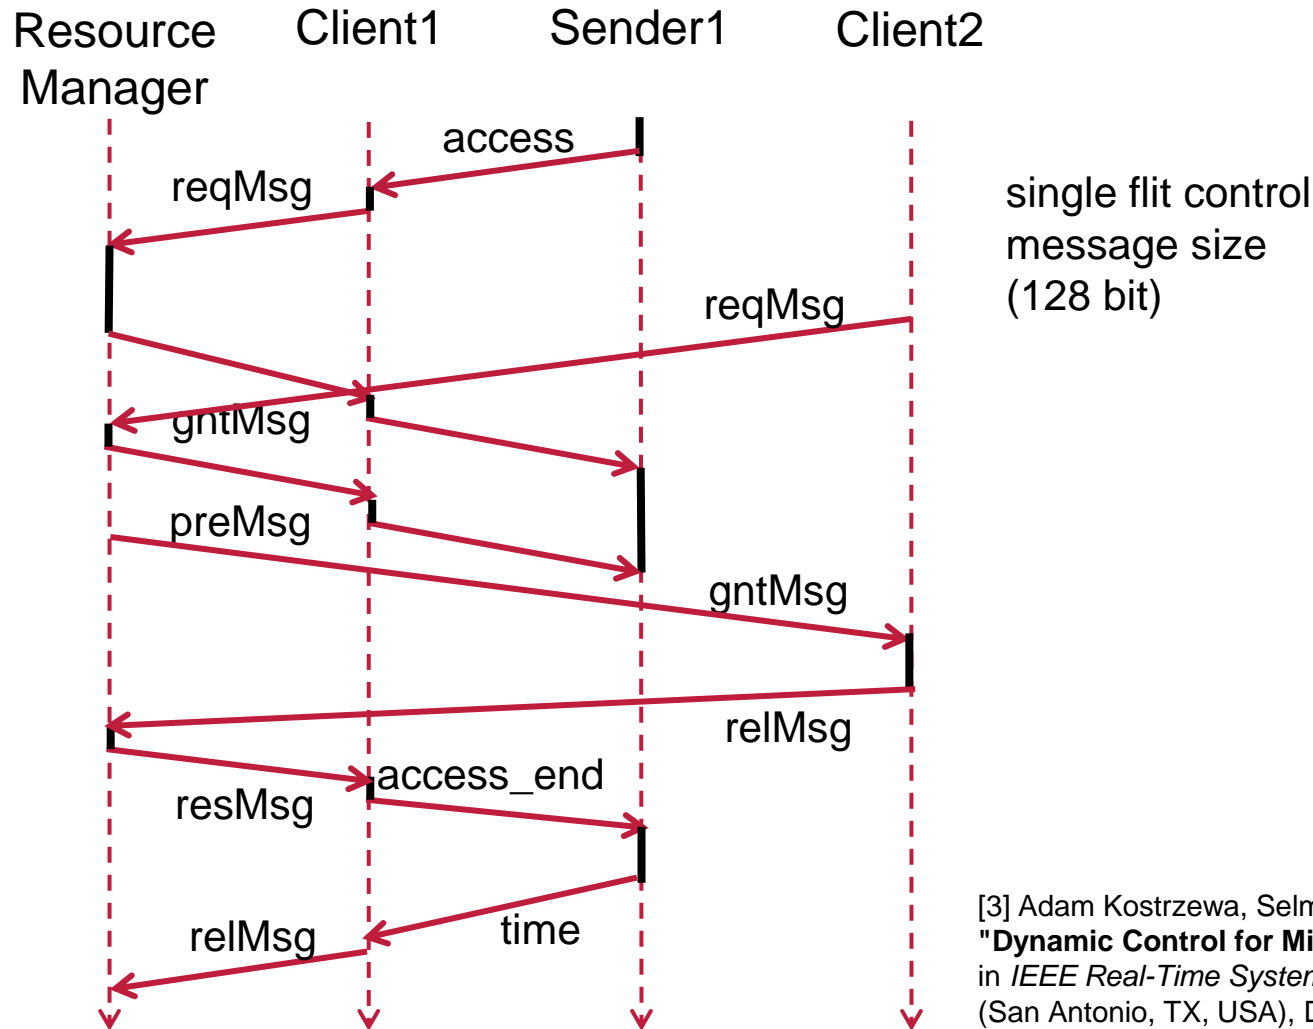 Resource
Manager
Client1
Sender1
Client2
access
reqMsg
single flit control
message size
(128 bit)
reqMsg
gntMsg
preMsg
gntMsg
relMsg
access_end
resMsg
time
relMsg
[3] Adam Kostrzewa, Selm
"Dynamic Control for Mi
in IEEE Real-Time System
(San Antonio, TX, USA), D